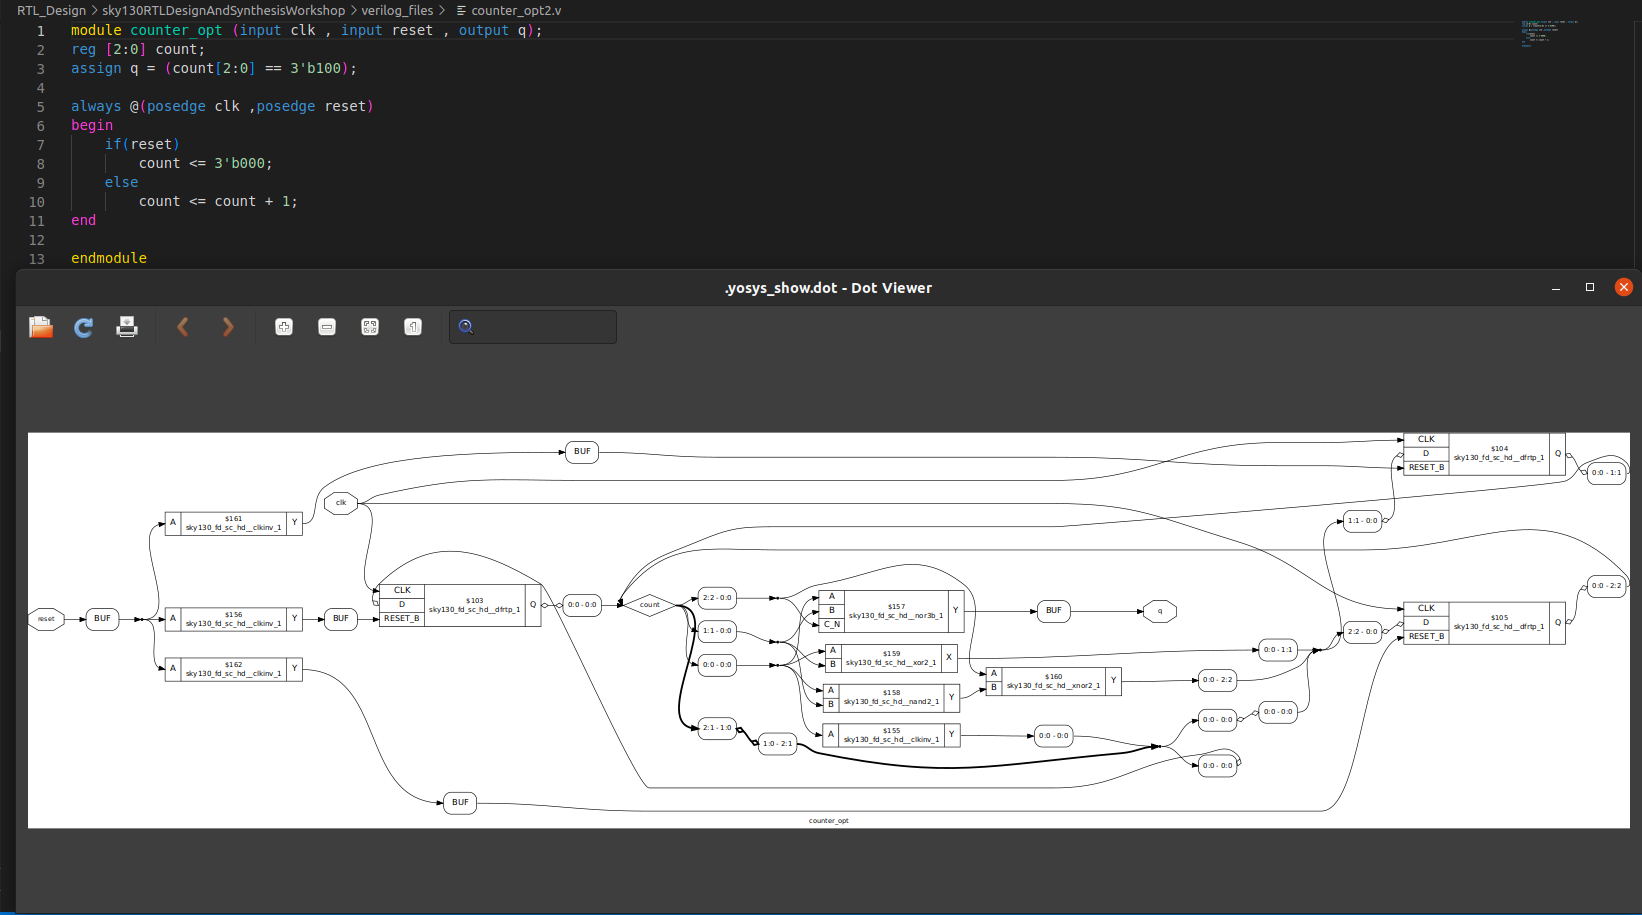 RTL_Design > sky130RTLDesignAndSynthesisWorkshop > verilog_files > counter_opt2.v
1 module counter_opt (input clk , input reset , output q);
2 reg [2:0] count;
3 assign q = (count[2:0] == 3'b100);
4
5 always @(posedge clk ,posedge reset)
6 begin
7 if(reset)
8 count <= 3'b000;
9 else
10 count <= count + 1;
11 end
12
13 endmodule
.yosys_show.dot - Dot Viewer
reset
BUF
A $161 sky130_fd_sc_hd__clkinv_1 Y
A $156 sky130_fd_sc_hd__clkinv_1 Y
A $162 sky130_fd_sc_hd__clkinv_1 Y
clk
BUF
BUF
BUF
CLK
D
RESET_B
$103
sky130_fd_sc_hd__dfrtp_1
Q
0:0 - 0:0
count
2:2 - 0:0
1:1 - 0:0
0:0 - 0:0
2:1 - 1:0
1:0 - 2:1
A
B
C_N
$157
sky130_fd_sc_hd__nor3b_1
Y
A
B
$159
sky130_fd_sc_hd__xor2_1
X
A
B
$158
sky130_fd_sc_hd__nand2_1
Y
A
$155
sky130_fd_sc_hd__clkinv_1
Y
A
B
$160
sky130_fd_sc_hd__xnor2_1
Y
BUF
q
0:0 - 0:0
0:0 - 1:1
0:0 - 2:2
0:0 - 0:0
0:0 - 0:0
0:0 - 0:0
1:1 - 0:0
2:2 - 0:0
CLK
D
RESET_B
$104
sky130_fd_sc_hd__dfrtp_1
Q
0:0 - 1:1
CLK
D
RESET_B
$105
sky130_fd_sc_hd__dfrtp_1
Q
0:0 - 2:2
counter_opt